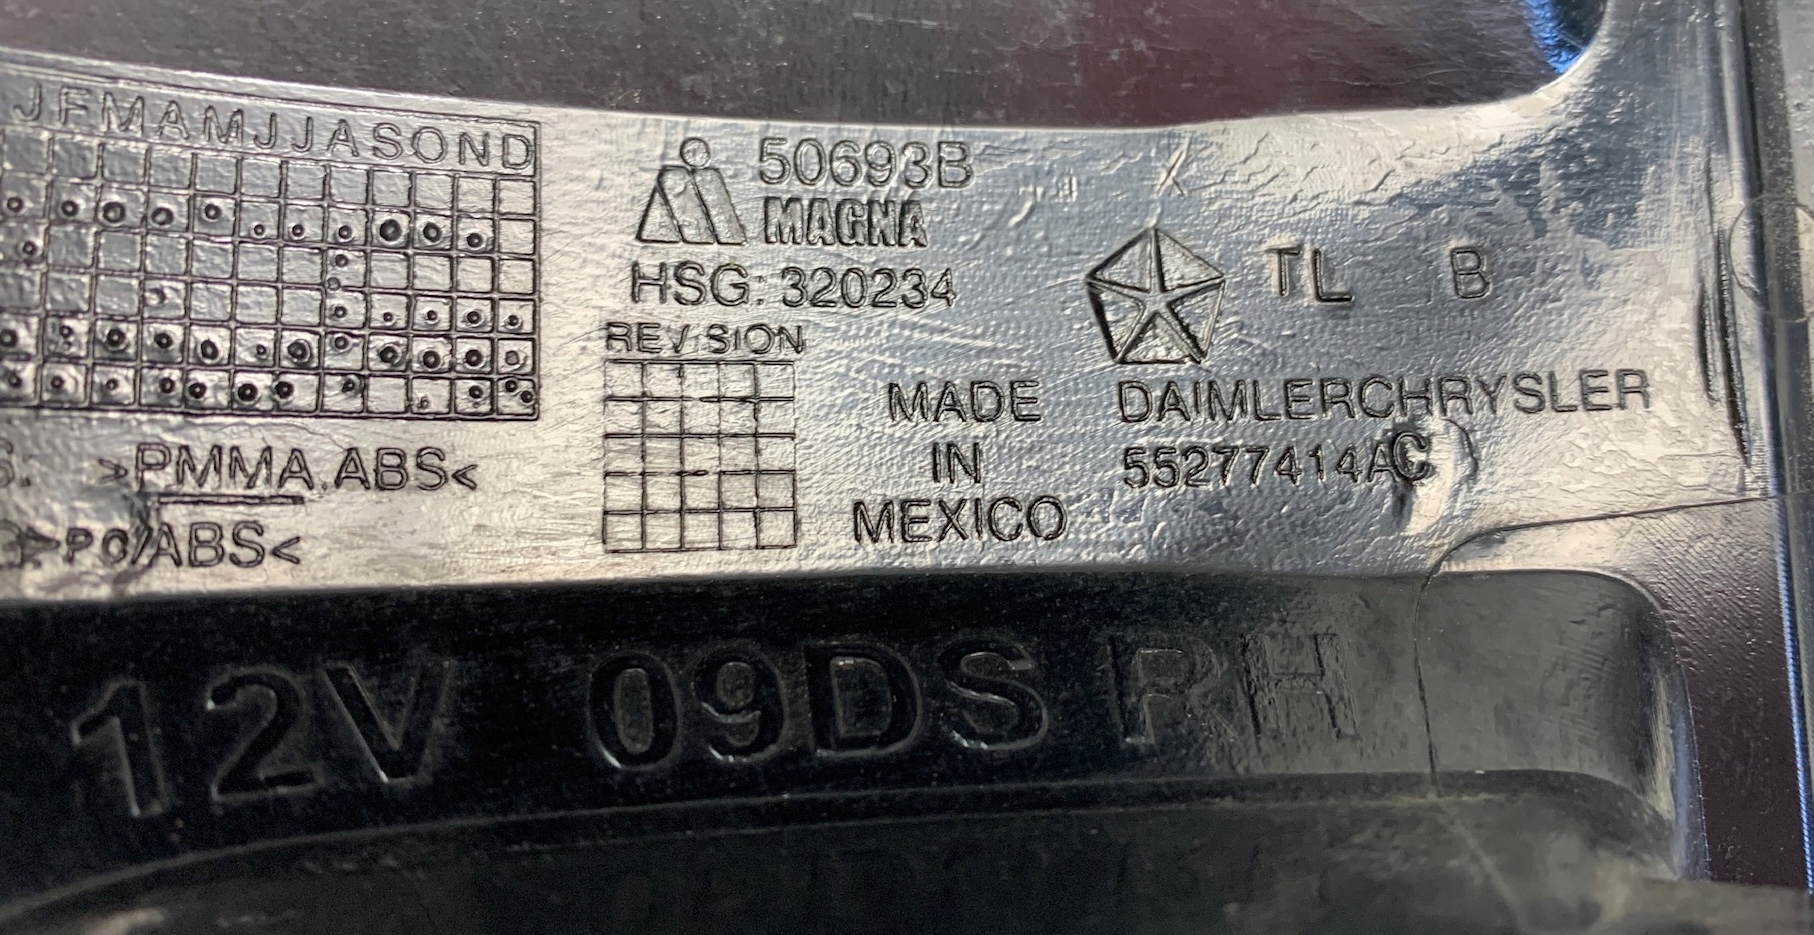 JFMAMJJASOND
50693B
MAGNA
HSG: 320234
REVISION
TL B
MADE
IN
MEXICO
DAIMLERCHRYSLER
55277414AC
>PMMA.ABS<
>PC/ABS<
12V 09DS RH